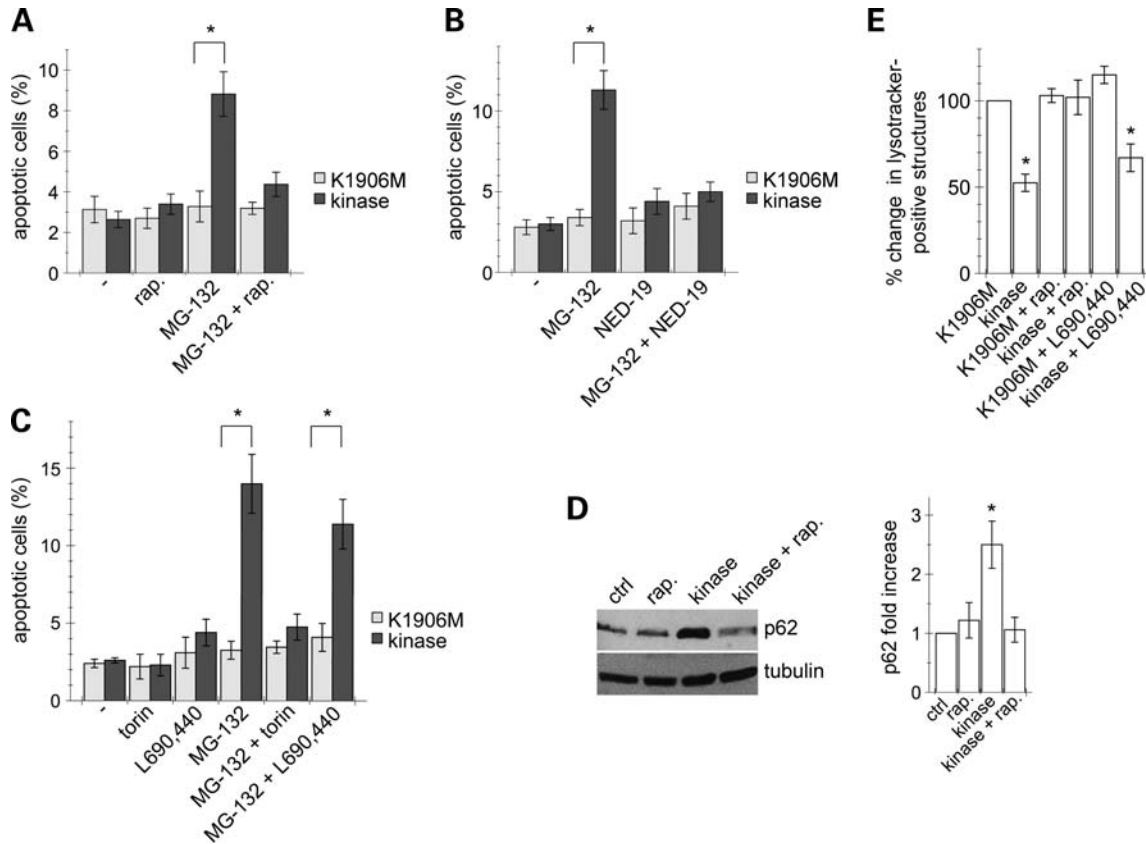 A
apoptotic cells (%)
10
8
6
4
2
0
*
K1906M
kinase
-
rap.
MG-132
MG-132 + rap.
B
apoptotic cells (%)
10
5
0
*
K1906M
kinase
-
MG-132
NED-19
MG-132 + NED-19
E
% change in lysotracker-
positive structures
100
50
0
*
*
K1906M
kinase
K1906M + rap.
kinase + rap.
K1906M + L690,440
kinase + L690,440
C
apoptotic cells (%)
15
10
5
0
*
*
K1906M
kinase
-
torin
L690,440
MG-132
MG-132 + torin
MG-132 + L690,440
D
ctrl
rap.
kinase
kinase + rap.
p62
tubulin
p62 fold increase
3
2
1
0
*
ctrl
rap.
kinase
kinase + rap.